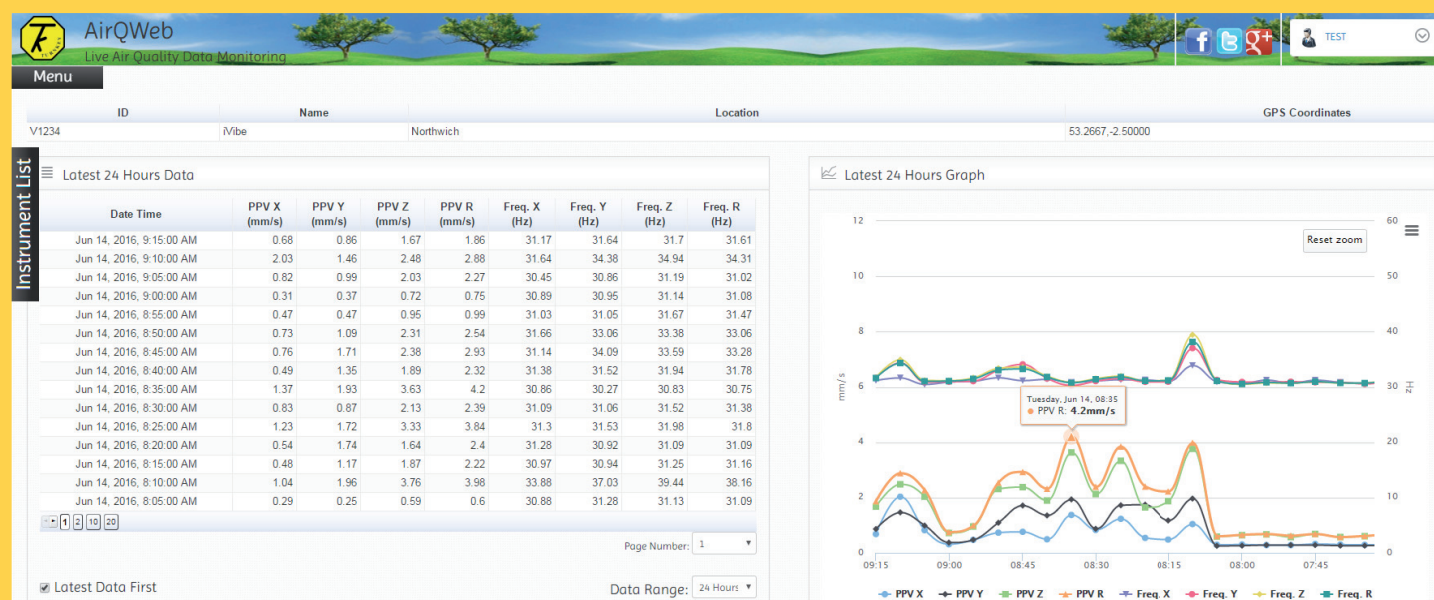 AirQWeb
Live Air Quality Data Monitoring
TEST
Menu
ID Name Location GPS Coordinates
V1234 iVibe Northwich 53.2667,-2.50000
Instrument List
Latest 24 Hours Data
Date Time PPV X (mm/s) PPV Y (mm/s) PPV Z (mm/s) PPV R (mm/s) Freq. X (Hz) Freq. Y (Hz) Freq. Z (Hz) Freq. R (Hz)
Jun 14, 2016, 9:15:00 AM 0.68 0.86 1.67 1.86 31.17 31.64 31.7 31.61
Jun 14, 2016, 9:10:00 AM 2.03 1.46 2.48 2.88 31.64 34.38 34.94 34.31
Jun 14, 2016, 9:05:00 AM 0.82 0.99 2.03 2.27 30.45 30.86 31.19 31.02
Jun 14, 2016, 9:00:00 AM 0.31 0.37 0.72 0.75 30.89 30.95 31.14 31.08
Jun 14, 2016, 8:55:00 AM 0.47 0.47 0.95 0.99 31.03 31.05 31.67 31.47
Jun 14, 2016, 8:50:00 AM 0.73 1.09 2.31 2.54 31.66 33.06 33.38 33.06
Jun 14, 2016, 8:45:00 AM 0.76 1.71 2.38 2.93 31.14 34.09 33.59 33.28
Jun 14, 2016, 8:40:00 AM 0.49 1.35 1.89 2.32 31.38 31.52 31.94 31.78
Jun 14, 2016, 8:35:00 AM 1.37 1.93 3.63 4.2 30.86 30.27 30.83 30.75
Jun 14, 2016, 8:30:00 AM 0.83 0.87 2.13 2.39 31.09 31.06 31.52 31.38
Jun 14, 2016, 8:25:00 AM 1.23 1.72 3.33 3.84 31.3 31.53 31.98 31.8
Jun 14, 2016, 8:20:00 AM 0.54 1.74 1.64 2.4 31.28 30.92 31.09 31.09
Jun 14, 2016, 8:15:00 AM 0.48 1.17 1.87 2.22 30.97 30.94 31.25 31.16
Jun 14, 2016, 8:10:00 AM 1.04 1.96 3.76 3.98 33.88 37.03 39.44 38.16
Jun 14, 2016, 8:05:00 AM 0.29 0.25 0.59 0.6 30.88 31.28 31.13 31.09
1 2 10 20
Page Number: 1
Latest Data First
Data Range: 24 Hours
Latest 24 Hours Graph
Reset zoom
12 60
10 50
8 40
6 30
4 20
2 10
0 0
mm/s
Hz
Tuesday, Jun 14, 08:35
PPV R: 4.2mm/s
09:15 09:00 08:45 08:30 08:15 08:00 07:45
PPV X PPV Y PPV Z PPV R Freq. X Freq. Y Freq. Z Freq. R